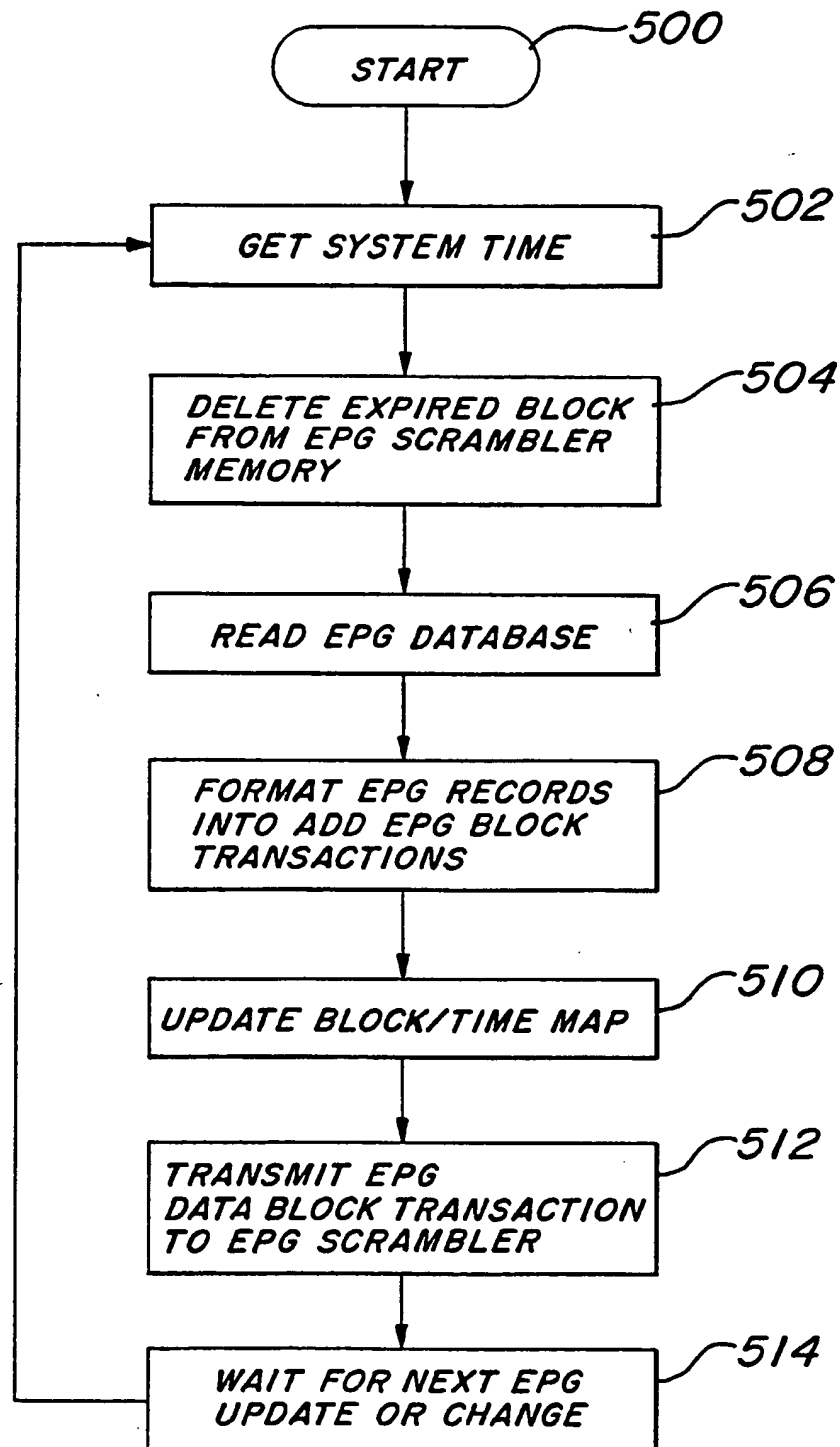 500
START
502
GET SYSTEM TIME
504
DELETE EXPIRED BLOCK
FROM EPG SCRAMBLER
MEMORY
506
READ EPG DATABASE
508
FORMAT EPG RECORDS
INTO ADD EPG BLOCK
TRANSACTIONS
510
UPDATE BLOCK/TIME MAP
512
TRANSMIT EPG
DATA BLOCK TRANSACTION
TO EPG SCRAMBLER
514
WAIT FOR NEXT EPG
UPDATE OR CHANGE